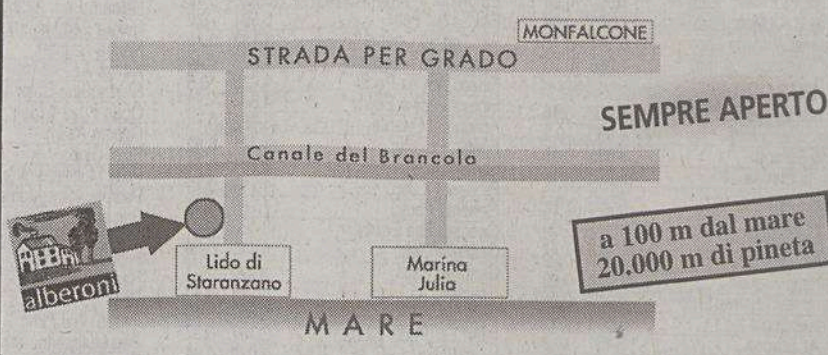 MONFALCONE
STRADA PER GRADO
SEMPRE APERTO
Canale del Brancolo
alberoni
Lido di
Staranzano
Marina
Julia
a 100 m dal mare
20.000 m di pineta
MARE